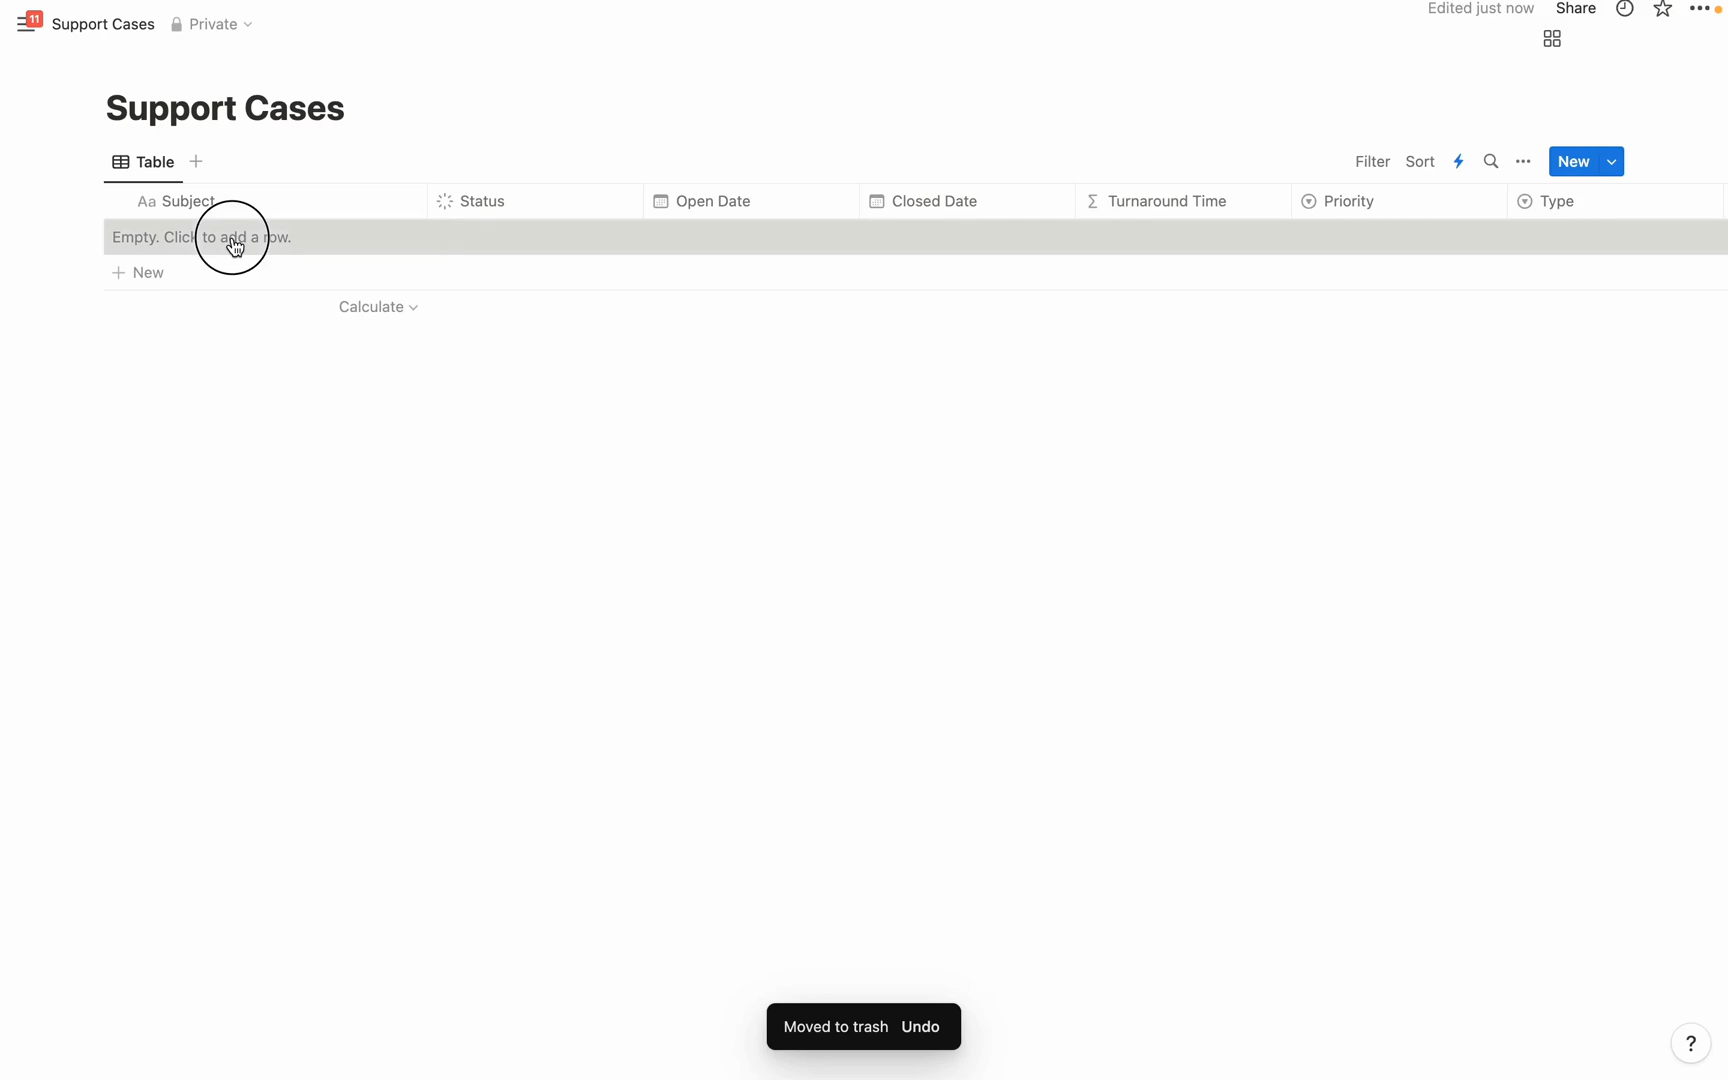 11 Support Cases Private
Edited just now Share
Support Cases
Table Filter Sort New
Aa Subject Status Open Date Closed Date Turnaround Time Priority Type
Empty. Click to add a row.
New
Calculate
Moved to trash Undo
?